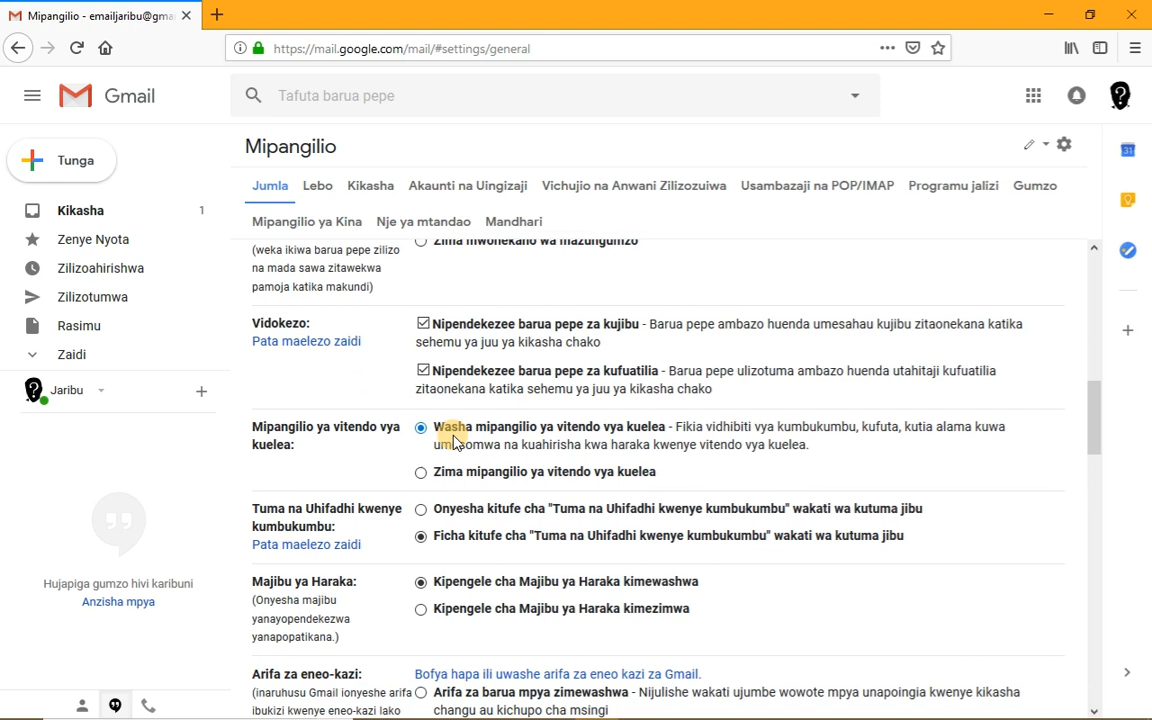 Mipangilio - emailjaribu@gma
https://mail.google.com/mail/#settings/general
Gmail
Tafuta barua pepe
Tunga
Kikasha 1
Zenye Nyota
Zilizoahirishwa
Zilizotumwa
Rasimu
Zaidi
Jaribu
Hujapiga gumzo hivi karibuni
Anzisha mpya
Mipangilio
Jumla Lebo Kikasha Akaunti na Uingizaji Vichujio na Anwani Zilizozuiwa Usambazaji na POP/IMAP Programu jalizi Gumzo
Mipangilio ya Kina Nje ya mtandao Mandhari
Zima mwonekano wa mazungumzo
(weka ikiwa barua pepe zilizo
na mada sawa zitawekwa
pamoja katika makundi)
Vidokezo:
Pata maelezo zaidi
Nipendekezee barua pepe za kujibu - Barua pepe ambazo huenda umesahau kujibu zitaonekana katika
sehemu ya juu ya kikasha chako
Nipendekezee barua pepe za kufuatilia - Barua pepe ulizotuma ambazo huenda utahitaji kufuatilia
zitaonekana katika sehemu ya juu ya kikasha chako
Mipangilio ya vitendo vya
kuelea:
Washa mipangilio ya vitendo vya kuelea - Fikia vidhibiti vya kumbukumbu, kufuta, kutia alama kuwa
umesomwa na kuahirisha kwa haraka kwenye vitendo vya kuelea.
Zima mipangilio ya vitendo vya kuelea
Tuma na Uhifadhi kwenye
kumbukumbu:
Pata maelezo zaidi
Onyesha kitufe cha "Tuma na Uhifadhi kwenye kumbukumbu" wakati wa kutuma jibu
Ficha kitufe cha "Tuma na Uhifadhi kwenye kumbukumbu" wakati wa kutuma jibu
Majibu ya Haraka:
(Onyesha majibu
yanayopendekezwa
yanapopatikana.)
Kipengele cha Majibu ya Haraka kimewashwa
Kipengele cha Majibu ya Haraka kimezimwa
Arifa za eneo-kazi:
(inaruhusu Gmail ionyeshe arifa
ibukizi kwenye eneo-kazi lako
Bofya hapa ili uwashe arifa za eneo kazi za Gmail.
Arifa za barua mpya zimewashwa - Nijulishe wakati ujumbe wowote mpya unapoingia kwenye kikasha
changu au kichupo cha msingi
31